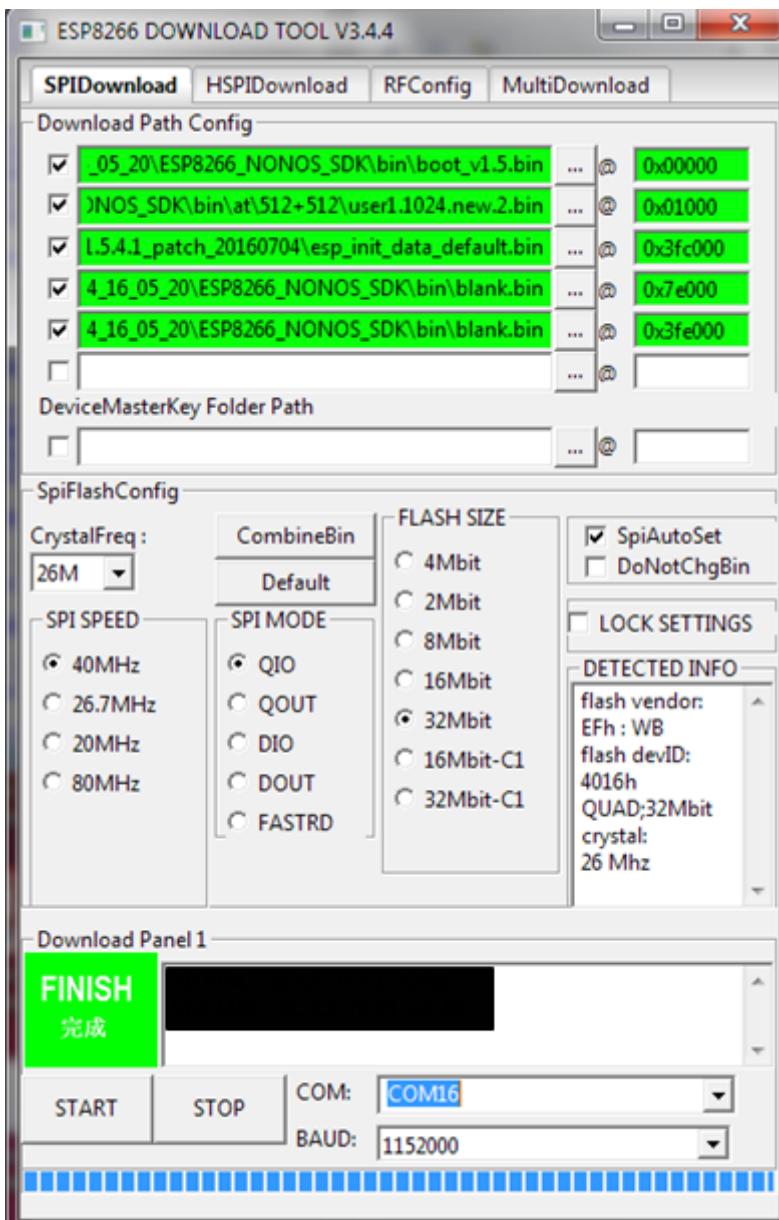 ESP8266 DOWNLOAD TOOL V3.4.4
SPIDownload HSPIDownload RFConfig MultiDownload
Download Path Config
_05_20\ESP8266_NONOS_SDK\bin\boot_v1.5.bin ... @ 0x00000
NOS_SDK\bin\at\512+512\user1.1024.new.2.bin ... @ 0x01000
.5.4.1_patch_20160704\esp_init_data_default.bin ... @ 0x3fc000
4_16_05_20\ESP8266_NONOS_SDK\bin\blank.bin ... @ 0x7e000
4_16_05_20\ESP8266_NONOS_SDK\bin\blank.bin ... @ 0x3fe000
... @
DeviceMasterKey Folder Path
... @
SpiFlashConfig
CrystalFreq :
26M
CombineBin
Default
SPI SPEED
40MHz
26.7MHz
20MHz
80MHz
SPI MODE
QIO
QOUT
DIO
DOUT
FASTRD
FLASH SIZE
4Mbit
2Mbit
8Mbit
16Mbit
32Mbit
16Mbit-C1
32Mbit-C1
SpiAutoSet
DoNotChgBin
LOCK SETTINGS
DETECTED INFO
flash vendor:
EFh : WB
flash devID:
4016h
QUAD;32Mbit
crystal:
26 Mhz
Download Panel 1
FINISH
完成
START STOP
COM: COM16
BAUD: 1152000